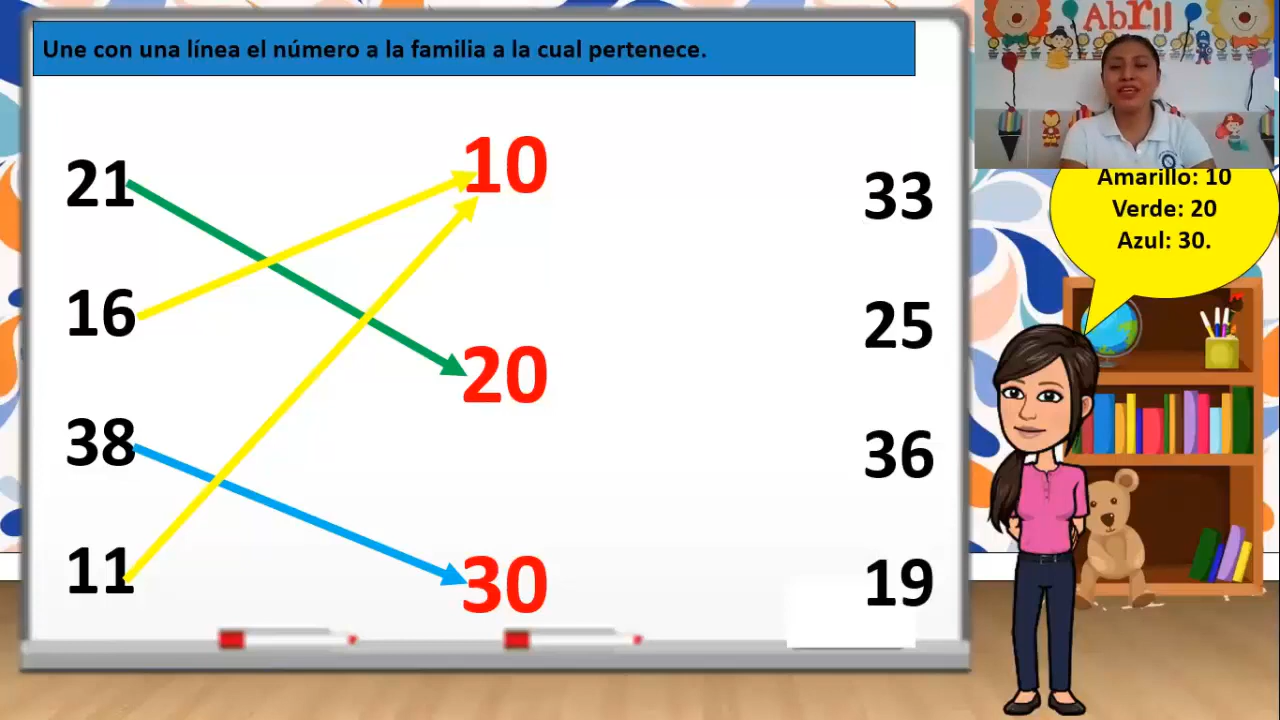 Une con una línea el número a la familia a la cual pertenece.
21
16
38
11
10
20
30
33
25
36
19
Abril
Amarillo: 10
Verde: 20
Azul: 30.